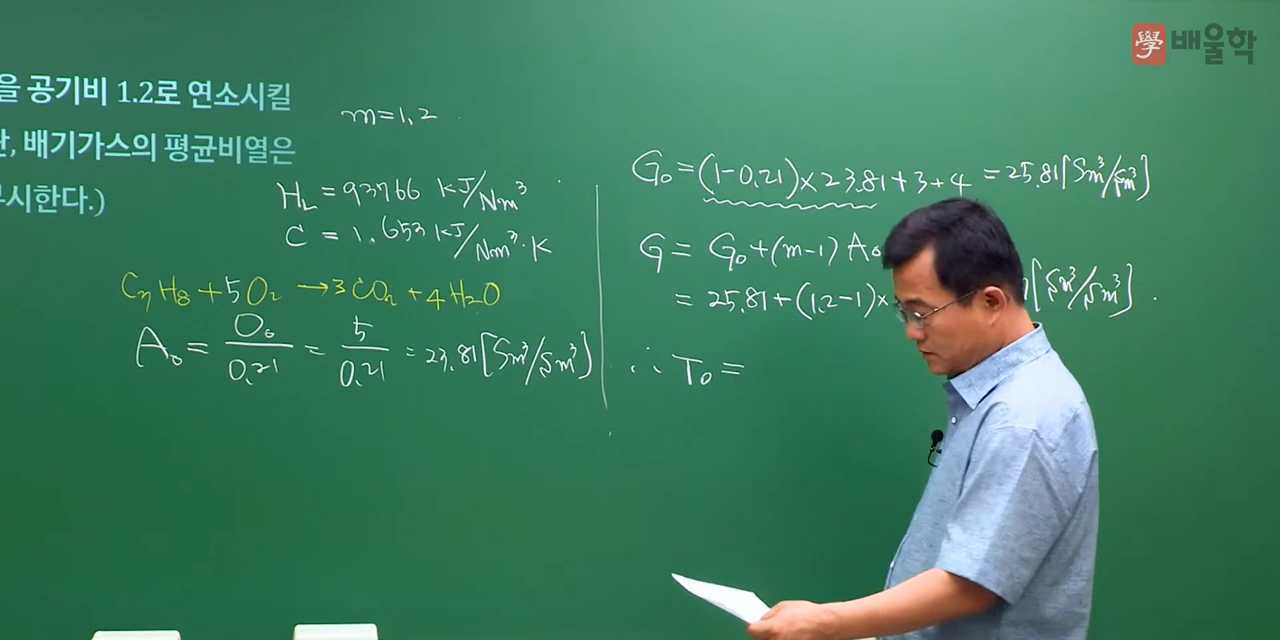 學 배울학
을 공기비 1.2로 연소시킬
, 배기가스의 평균비열은
시한다.)
m=1,2
H_L = 93766 KJ/Nm³
C = 1.653 KJ/Nm³·K
C₃H₈ + 5O₂ → 3CO₂ + 4H₂O
A₀ = O₀/0.21 = 5/0.21 = 23.81 [Sm³/Sm³]
G₀ = (1-0.21) × 23.81 + 3 + 4 = 25.81 [Sm³/Sm³]
G = G₀ + (m-1) A₀
= 25.81 + (1.2-1) × [Sm³/Sm³] .
∴ T₀ =